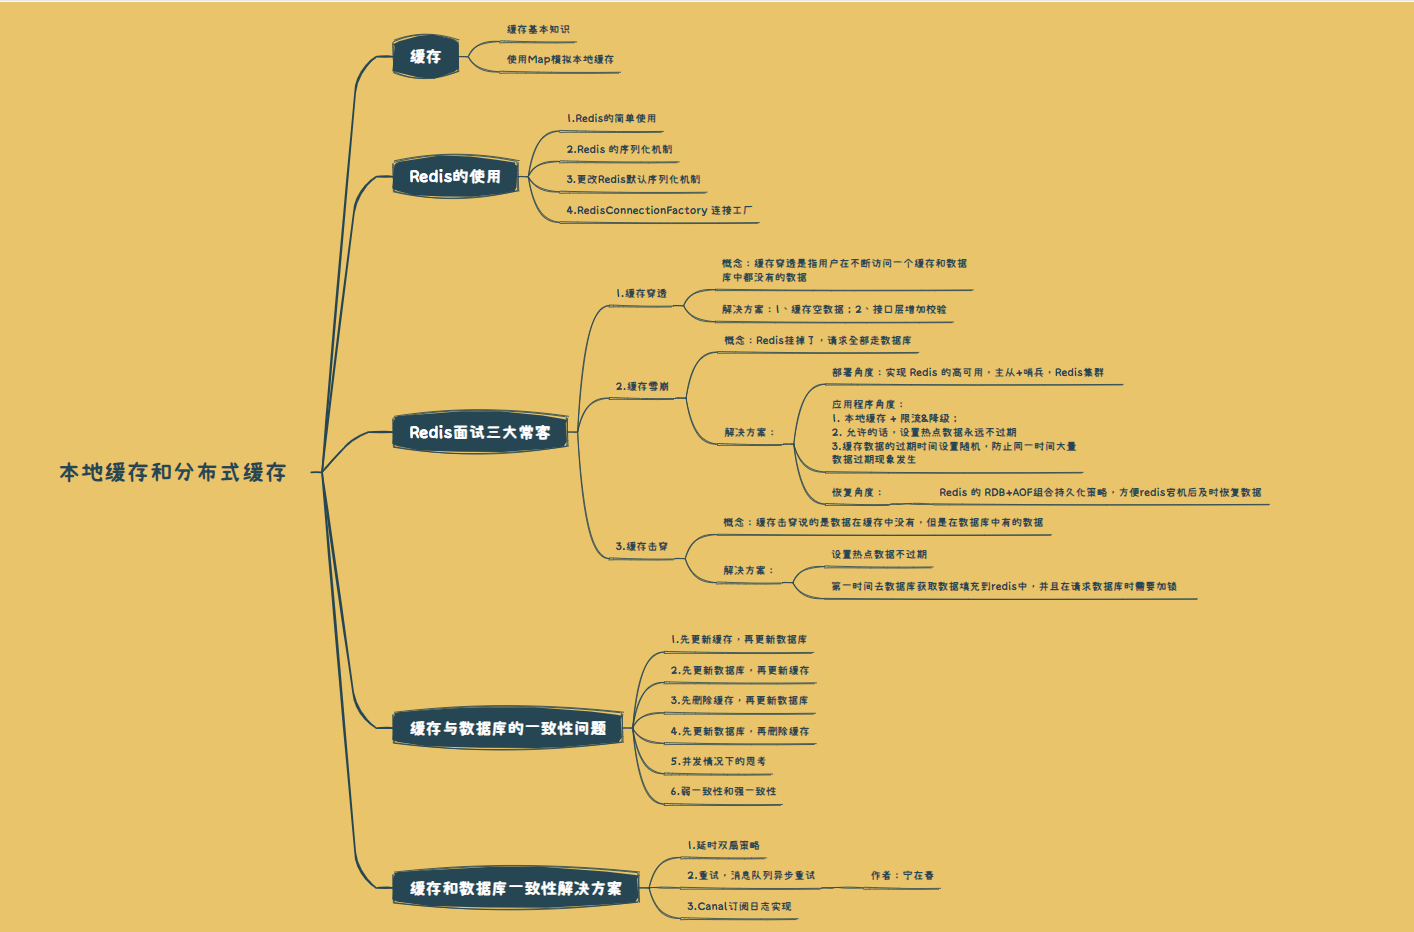 本地缓存和分布式缓存
缓存
缓存基本知识
使用Map模拟本地缓存
Redis的使用
1.Redis的简单使用
2.Redis 的序列化机制
3.更改Redis默认序列化机制
4.RedisConnectionFactory 连接工厂
Redis面试三大常客
1.缓存穿透
概念：缓存穿透是指用户在不断访问一个缓存和数据
库中都没有的数据
解决方案：1、缓存空数据；2、接口层增加校验
2.缓存雪崩
概念：Redis挂掉了，请求全部走数据库
解决方案：
部署角度：实现 Redis 的高可用，主从+哨兵，Redis集群
应用程序角度：
1. 本地缓存 + 限流&降级；
2. 允许的话，设置热点数据永远不过期
3.缓存数据的过期时间设置随机，防止同一时间大量
数据过期现象发生
恢复角度：
Redis 的 RDB+AOF组合持久化策略，方便redis宕机后及时恢复数据
3.缓存击穿
概念：缓存击穿说的是数据在缓存中没有，但是在数据库中有的数据
解决方案：
设置热点数据不过期
第一时间去数据库获取数据填充到redis中，并且在请求数据库时需要加锁
缓存与数据库的一致性问题
1.先更新缓存，再更新数据库
2.先更新数据库，再更新缓存
3.先删除缓存，再更新数据库
4.先更新数据库，再删除缓存
5.并发情况下的思考
6.弱一致性和强一致性
缓存和数据库一致性解决方案
1.延时双删策略
2.重试，消息队列异步重试
作者：宁在春
3.Canal订阅日志实现